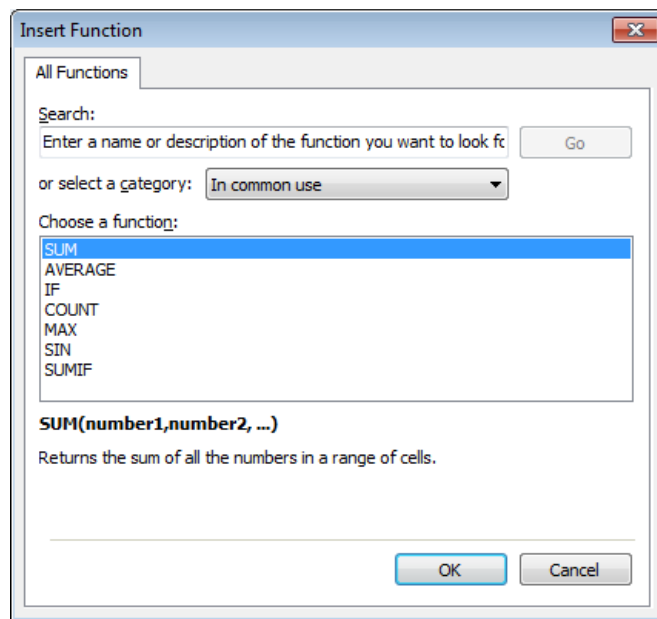 Insert Function
All Functions
Search:
Enter a name or description of the function you want to look fo
Go
or select a category: In common use
Choose a function:
SUM
AVERAGE
IF
COUNT
MAX
SIN
SUMIF
SUM(number1,number2, ...)
Returns the sum of all the numbers in a range of cells.
OK Cancel